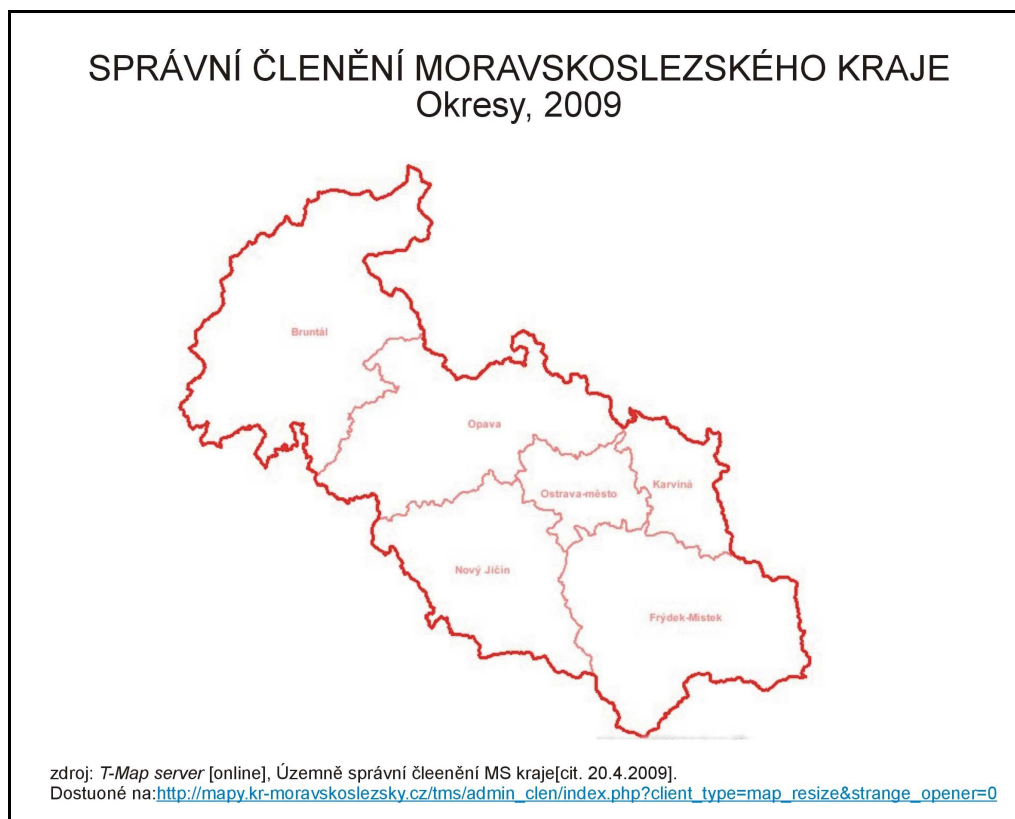 SPRÁVNÍ ČLENĚNÍ MORAVSKOSLEZSKÉHO KRAJE
Okresy, 2009
Bruntál
Opava
Ostrava-město
Karviná
Nový Jičín
Frýdek-Místek
zdroj: T-Map server [online], Územně správní čleenění MS kraje[cit. 20.4.2009].
Dostuoné na:http://mapy.kr-moravskoslezsky.cz/tms/admin_clen/index.php?client_type=map_resize&strange_opener=0